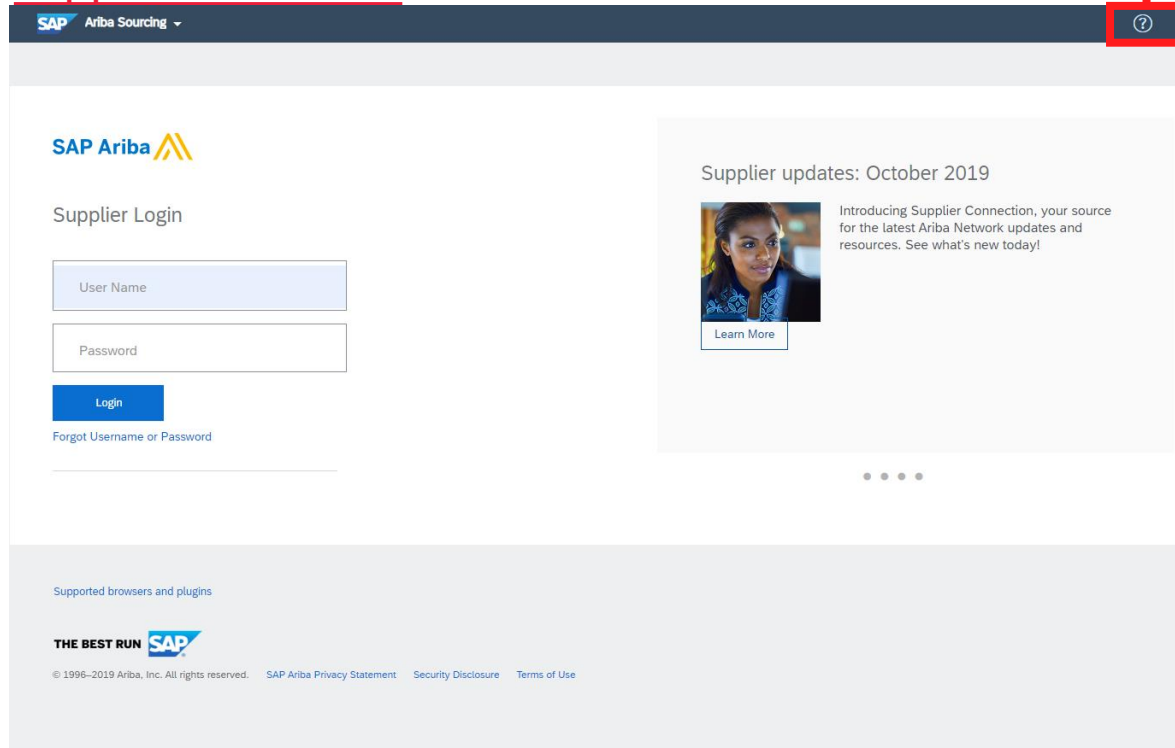 SAP Ariba Sourcing
?
SAP Ariba
Supplier Login
User Name
Password
Login
Forgot Username or Password
Supplier updates: October 2019
Introducing Supplier Connection, your source
for the latest Ariba Network updates and
resources. See what's new today!
Learn More
Supported browsers and plugins
THE BEST RUN SAP
© 1996–2019 Ariba, Inc. All rights reserved. SAP Ariba Privacy Statement Security Disclosure Terms of Use